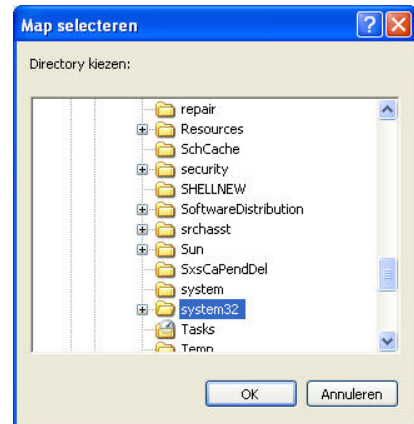 Map selecteren
Directory kiezen:
repair
Resources
SchCache
security
SHELLNEW
SoftwareDistribution
srchasst
Sun
SxsCaPendDel
system
system32
Tasks
Temp
OK Annuleren